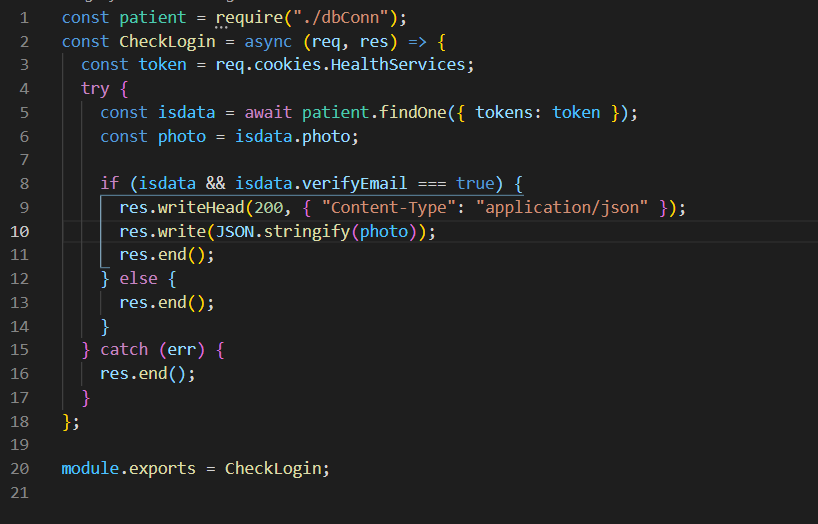 1 const patient = require("./dbConn");
2 const CheckLogin = async (req, res) => {
3 const token = req.cookies.HealthServices;
4 try {
5 const isdata = await patient.findOne({ tokens: token });
6 const photo = isdata.photo;
7
8 if (isdata && isdata.verifyEmail === true) {
9 res.writeHead(200, { "Content-Type": "application/json" });
10 res.write(JSON.stringify(photo));
11 res.end();
12 } else {
13 res.end();
14 }
15 } catch (err) {
16 res.end();
17 }
18 };
19
20 module.exports = CheckLogin;
21